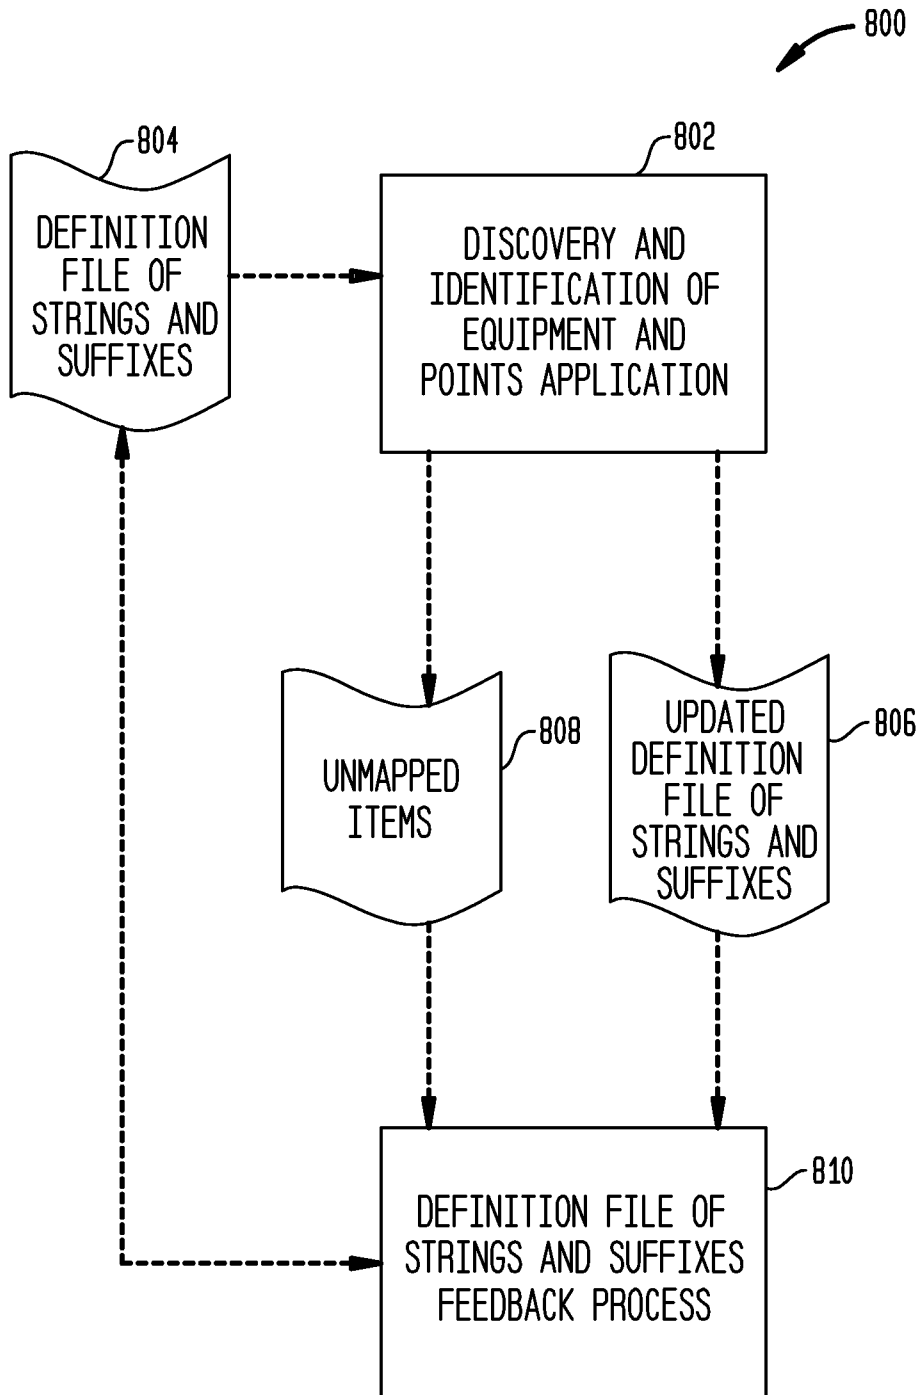 800
804
DEFINITION
FILE OF
STRINGS AND
SUFFIXES
802
DISCOVERY AND
IDENTIFICATION OF
EQUIPMENT AND
POINTS APPLICATION
808
UNMAPPED
ITEMS
806
UPDATED
DEFINITION
FILE OF
STRINGS AND
SUFFIXES
810
DEFINITION FILE OF
STRINGS AND SUFFIXES
FEEDBACK PROCESS